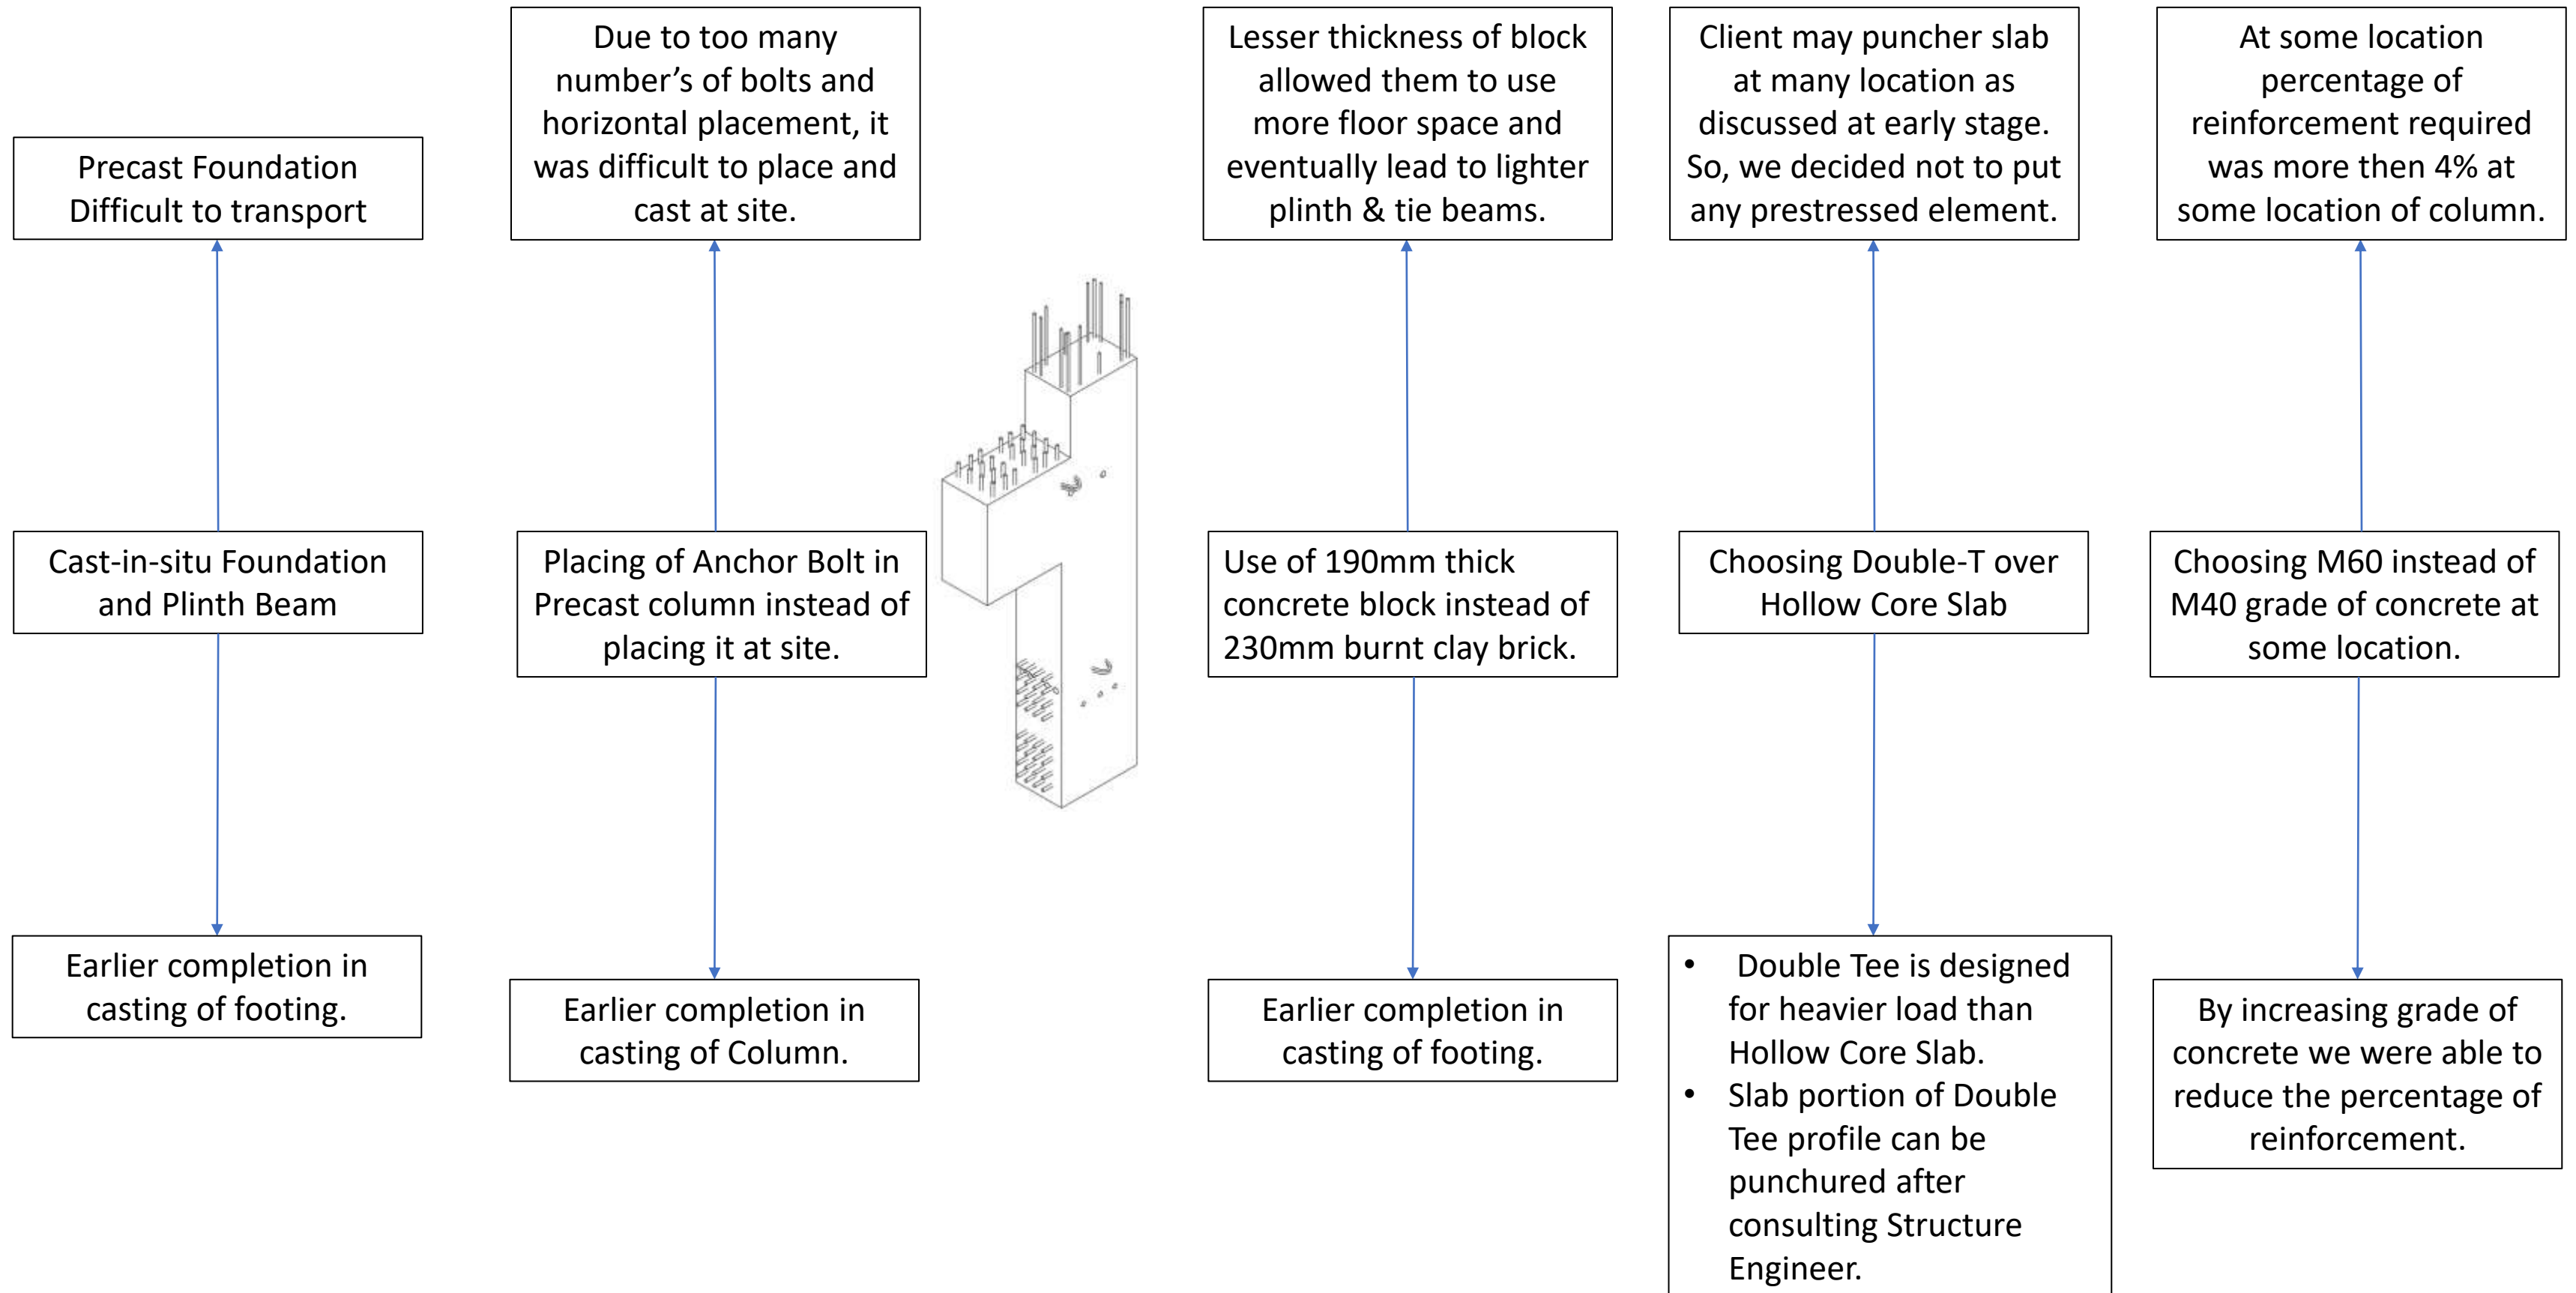 Precast Foundation
Difficult to transport
Due to too many
number’s of bolts and
horizontal placement, it
was difficult to place and
cast at site.
Lesser thickness of block
allowed them to use
more floor space and
eventually lead to lighter
plinth & tie beams.
Client may puncher slab
at many location as
discussed at early stage.
So, we decided not to put
any prestressed element.
At some location
percentage of
reinforcement required
was more then 4% at
some location of column.
Cast-in-situ Foundation
and Plinth Beam
Placing of Anchor Bolt in
Precast column instead of
placing it at site.
Use of 190mm thick
concrete block instead of
230mm burnt clay brick.
Choosing Double-T over
Hollow Core Slab
Choosing M60 instead of
M40 grade of concrete at
some location.
Earlier completion in
casting of footing.
Earlier completion in
casting of Column.
Earlier completion in
casting of footing.
• Double Tee is designed
for heavier load than
Hollow Core Slab.
• Slab portion of Double
Tee profile can be
punchured after
consulting Structure
Engineer.
By increasing grade of
concrete we were able to
reduce the percentage of
reinforcement.